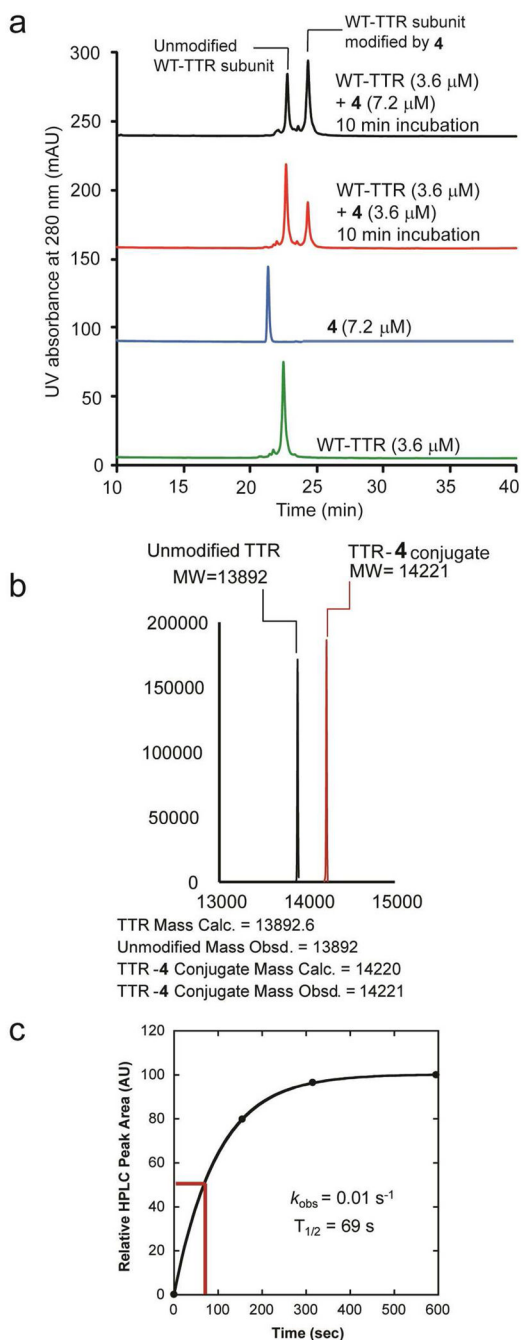 a
Unmodified
WT-TTR subunit
WT-TTR subunit
modified by 4
WT-TTR (3.6 μM)
+ 4 (7.2 μM)
10 min incubation
WT-TTR (3.6 μM)
+ 4 (3.6 μM)
10 min incubation
4 (7.2 μM)
WT-TTR (3.6 μM)
UV absorbance at 280 nm (mAU)
300
250
200
150
100
50
0
10 15 20 25 30 35 40
Time (min)
b
Unmodified TTR
MW=13892
TTR-4 conjugate
MW= 14221
200000
150000
100000
50000
0
13000 14000 15000
TTR Mass Calc. = 13892.6
Unmodified Mass Obsd. = 13892
TTR -4 Conjugate Mass Calc. = 14220
TTR -4 Conjugate Mass Obsd. = 14221
c
Relative HPLC Peak Area (AU)
120
100
80
60
40
20
0
kobs = 0.01 s-1
T1/2 = 69 s
0 100 200 300 400 500 600
Time (sec)